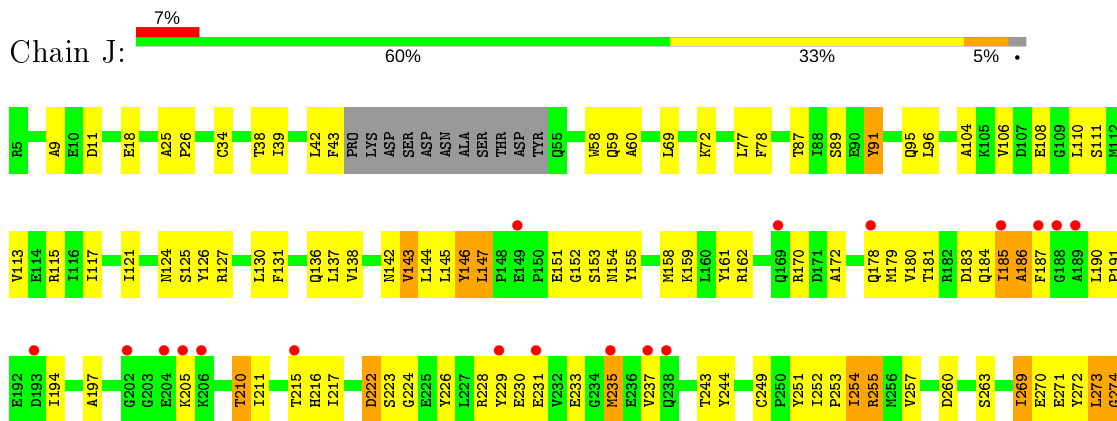 7%
Chain J:
60% 33% 5% •
R5 A9 E10 D11 E18 A25 P26 C34 T38 I39 L42 F43 PRO LYS ASP SER ASP ASN ALA SER THR ASP TYR Q55 W58 Q59 A60 L69 K72 L77 F78 T87 I88 S89 E90 Y91 Q95 L96 A104 K105 V106 D107 E108 G109 L110 S111 M112
V113 E114 R115 I116 I117 I121 N124 S125 Y126 R127 L130 F131 Q136 L137 V138 N142 V143 L144 L145 Y146 L147 P148 E149 P150 E151 G152 S153 N154 Y155 M158 K159 L160 Y161 R162 Q169 R170 D171 A172 Q178 M179 V180 T181 R182 D183 Q184 I185 A186 F187 G188 A189 L190 P191
E192 D193 I194 A197 G202 G203 E204 K205 K206 T210 I211 T215 H216 I217 D222 S223 G224 E225 Y226 L227 R228 Y229 E230 E231 V232 E233 G234 M235 E236 V237 Q238 T243 Y244 C249 P250 Y251 I252 P253 I254 R255 M256 V257 D260 S263 I269 E270 E271 Y272 L273 G274